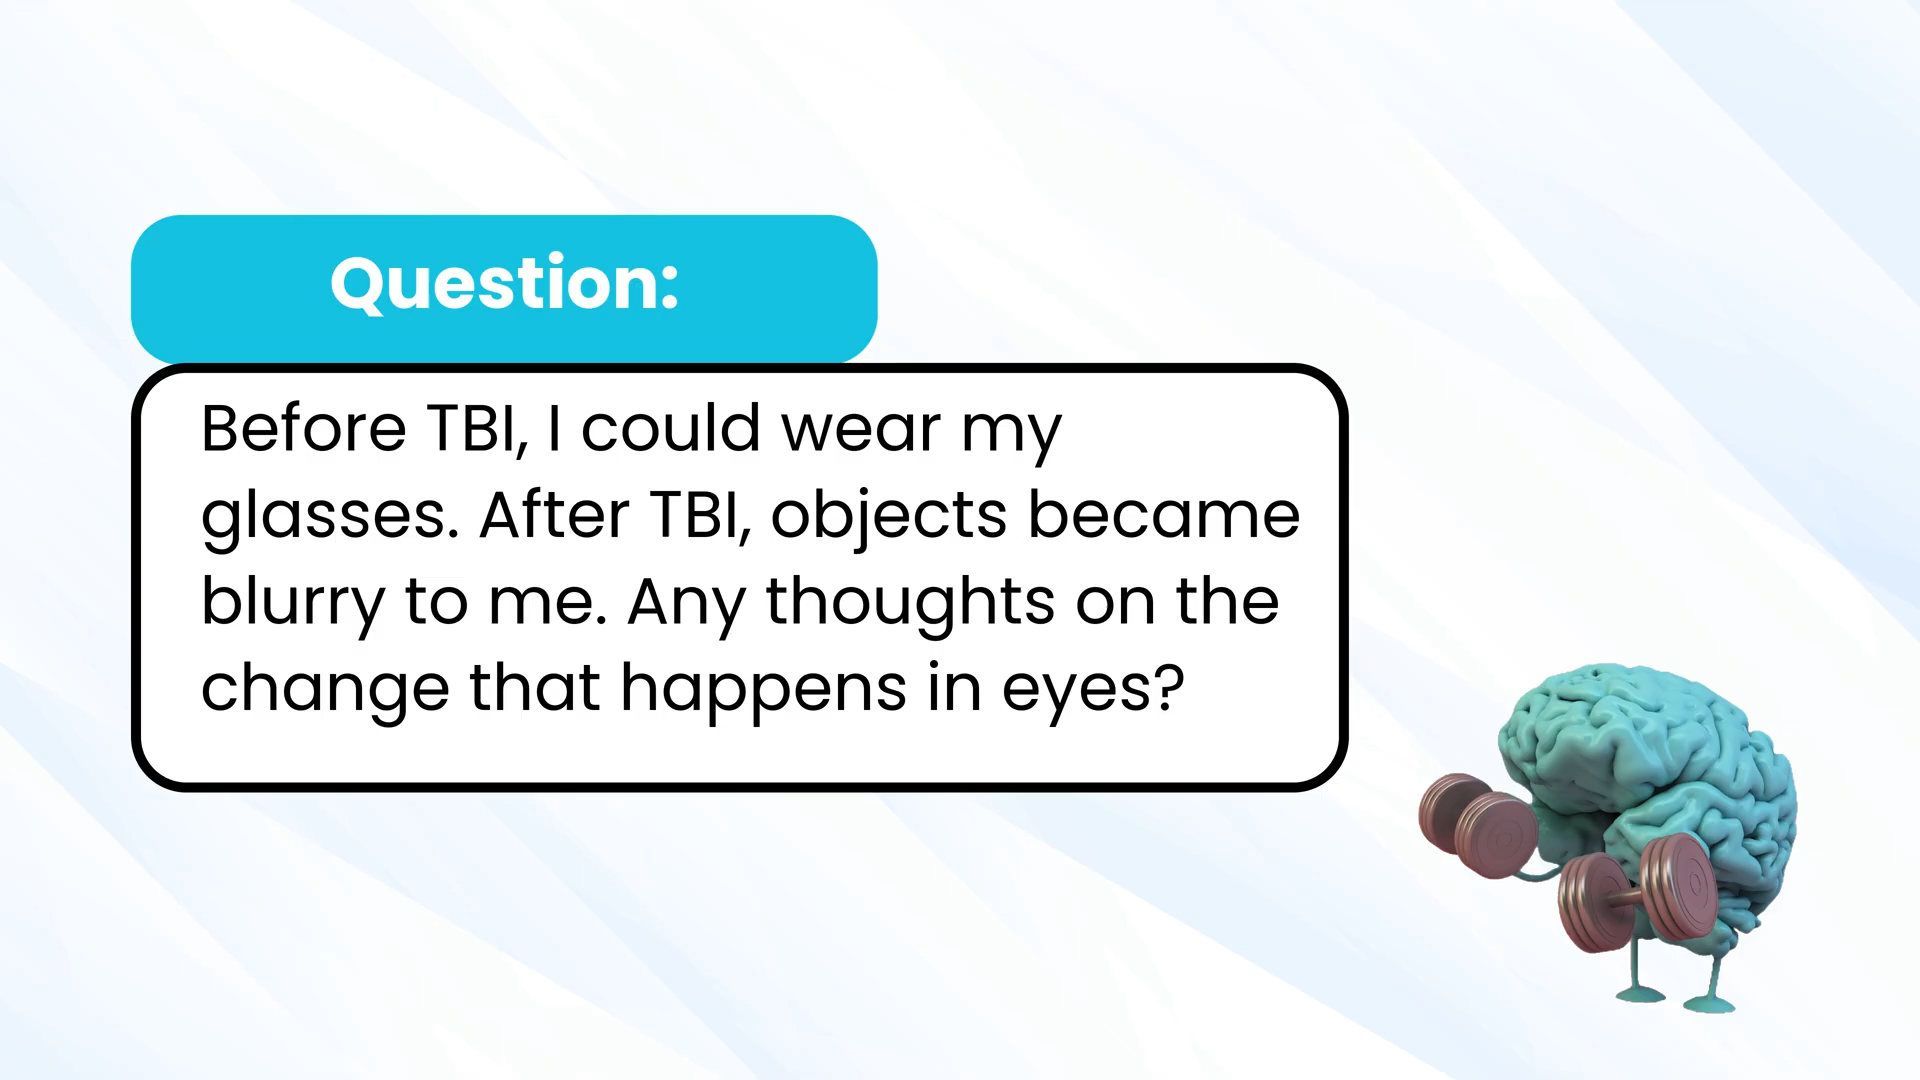 Question:
Before TBI, I could wear my
glasses. After TBI, objects became
blurry to me. Any thoughts on the
change that happens in eyes?